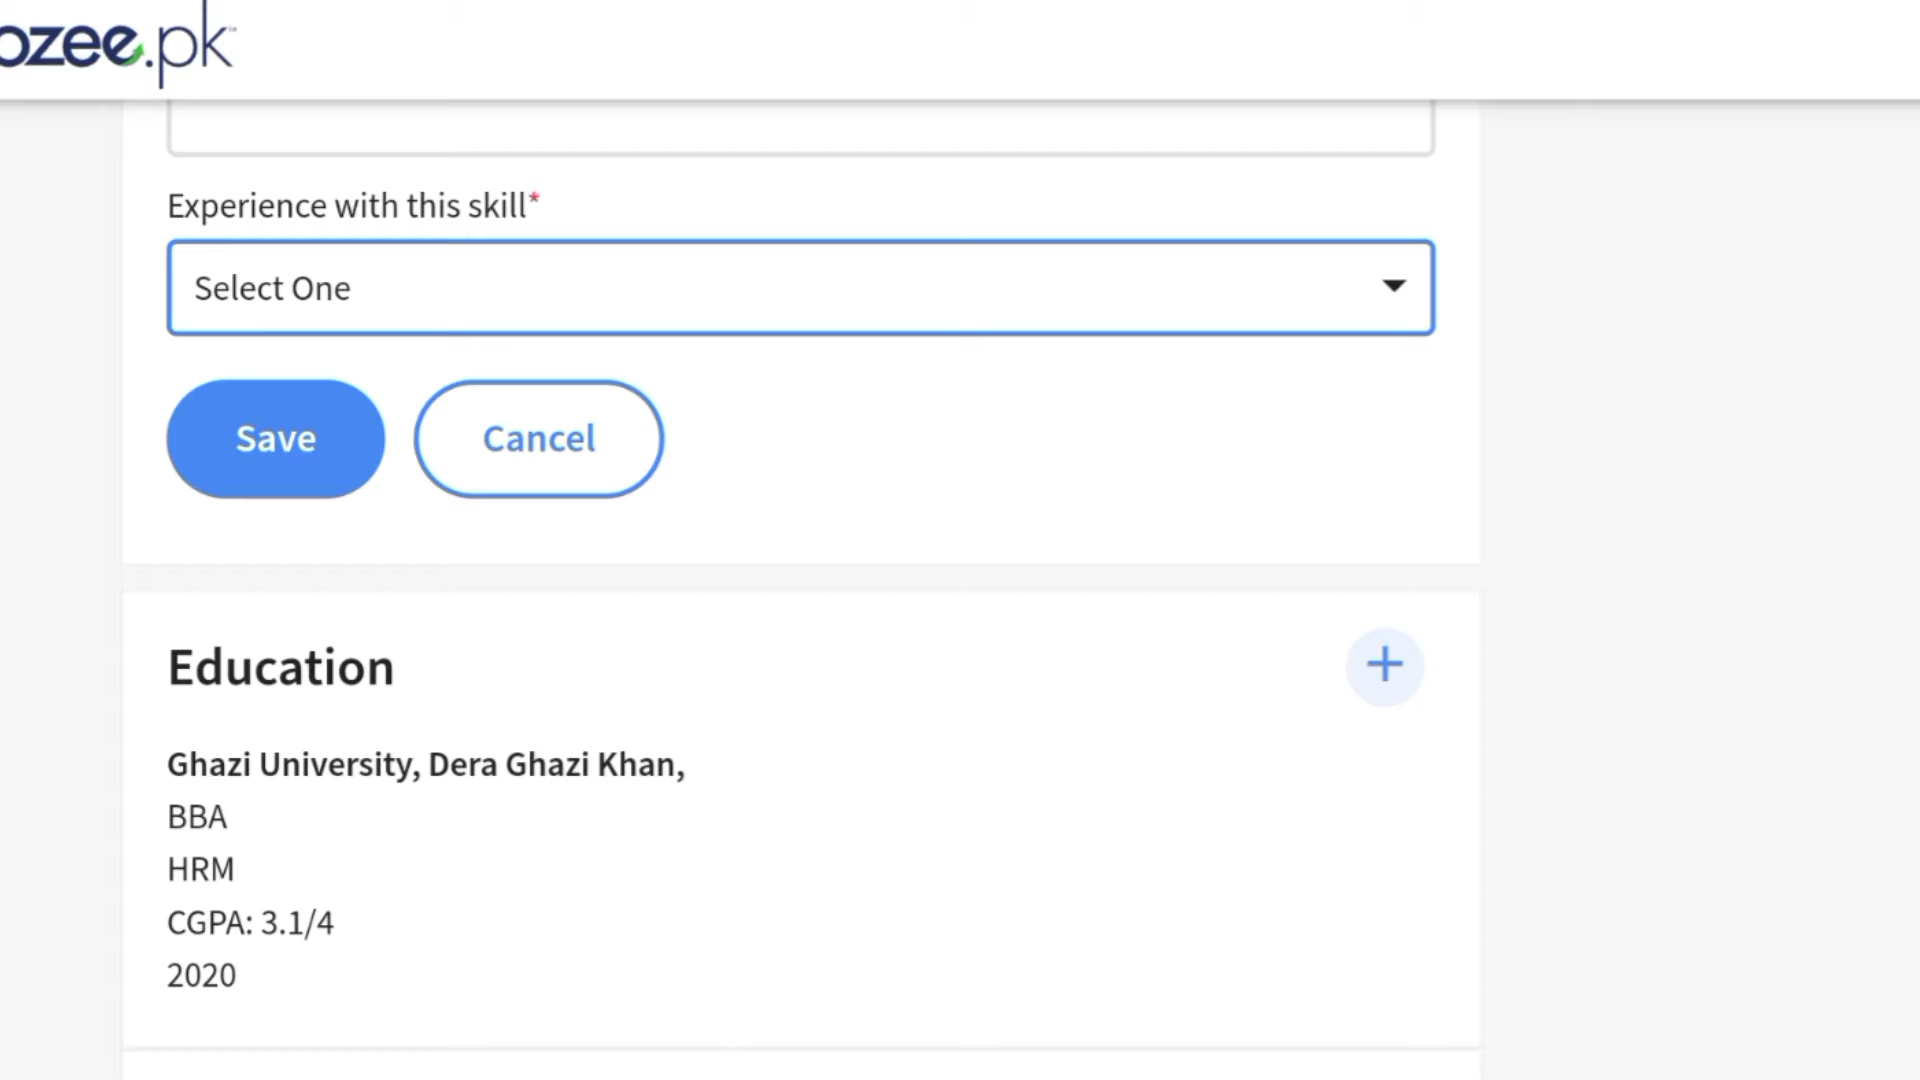 ozee.pk
Experience with this skill*
Select One
Save
Cancel
Education
+
Ghazi University, Dera Ghazi Khan,
BBA
HRM
CGPA: 3.1/4
2020